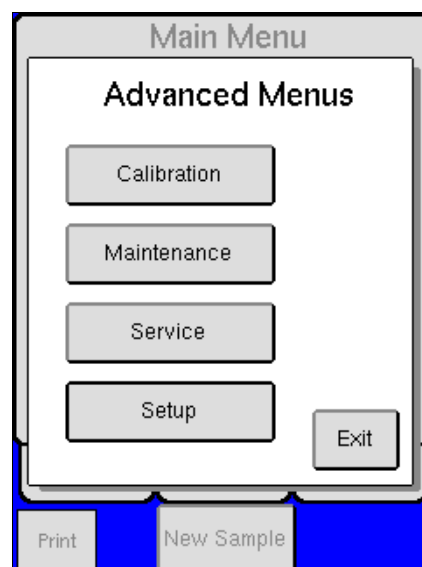 Main Menu
Advanced Menus
Calibration
Maintenance
Service
Setup
Exit
Print
New Sample